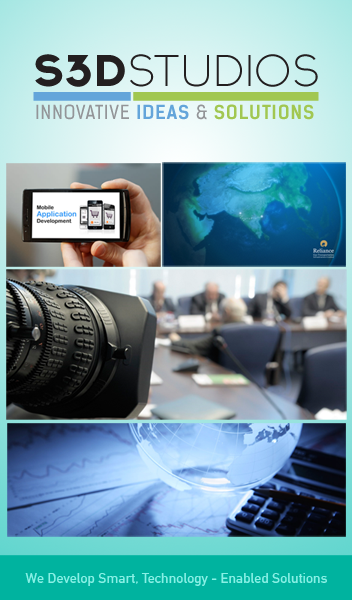 S3DSTUDIOS
INNOVATIVE IDEAS & SOLUTIONS
Mobile
Application
Development
Reliance
We Develop Smart, Technology - Enabled Solutions